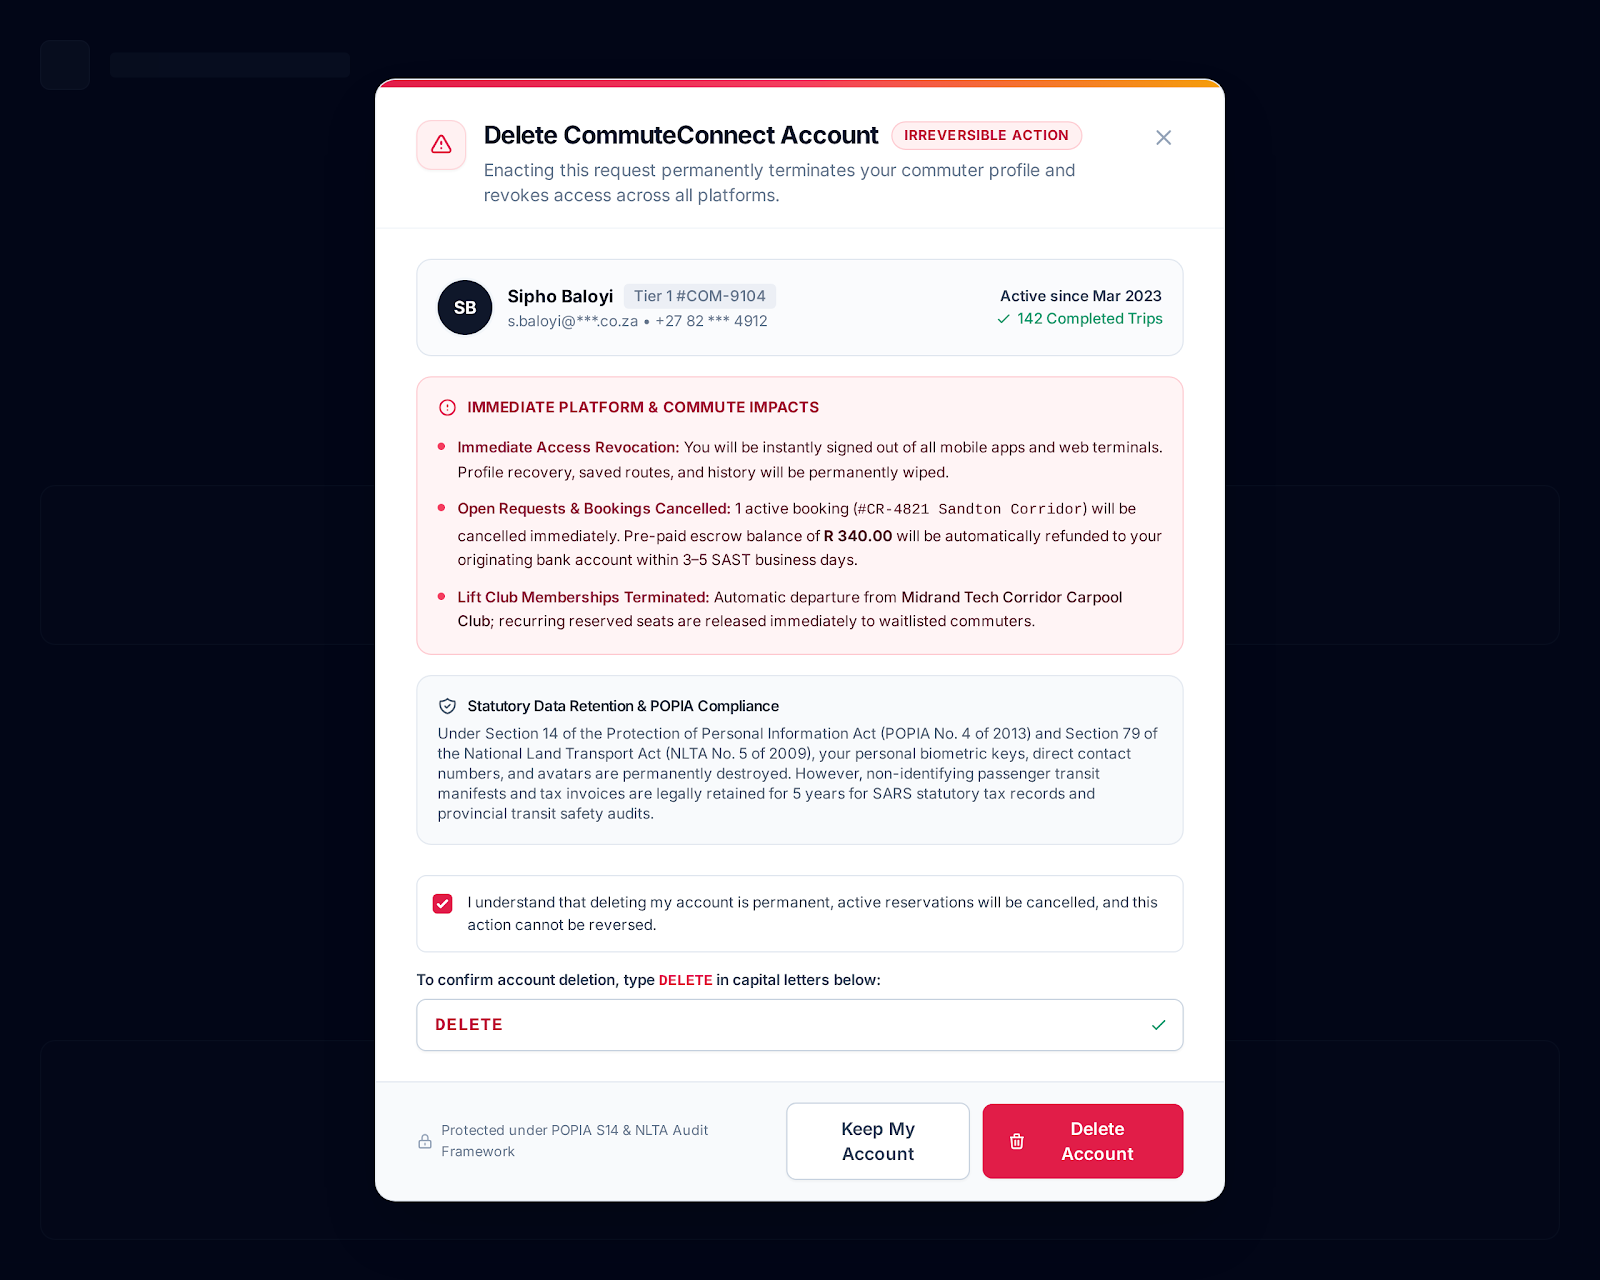 Delete CommuteConnect Account
IRREVERSIBLE ACTION
Enacting this request permanently terminates your commuter profile and
revokes access across all platforms.
SB
Sipho Baloyi
Tier 1 #COM-9104
s.baloyi@***.co.za • +27 82 *** 4912
Active since Mar 2023
142 Completed Trips
IMMEDIATE PLATFORM & COMMUTE IMPACTS
Immediate Access Revocation: You will be instantly signed out of all mobile apps and web terminals.
Profile recovery, saved routes, and history will be permanently wiped.
Open Requests & Bookings Cancelled: 1 active booking (#CR-4821 Sandton Corridor) will be
cancelled immediately. Pre-paid escrow balance of R 340.00 will be automatically refunded to your
originating bank account within 3–5 SAST business days.
Lift Club Memberships Terminated: Automatic departure from Midrand Tech Corridor Carpool
Club; recurring reserved seats are released immediately to waitlisted commuters.
Statutory Data Retention & POPIA Compliance
Under Section 14 of the Protection of Personal Information Act (POPIA No. 4 of 2013) and Section 79 of
the National Land Transport Act (NLTA No. 5 of 2009), your personal biometric keys, direct contact
numbers, and avatars are permanently destroyed. However, non-identifying passenger transit
manifests and tax invoices are legally retained for 5 years for SARS statutory tax records and
provincial transit safety audits.
I understand that deleting my account is permanent, active reservations will be cancelled, and this
action cannot be reversed.
To confirm account deletion, type DELETE in capital letters below:
DELETE
Protected under POPIA S14 & NLTA Audit
Framework
Keep My
Account
Delete
Account